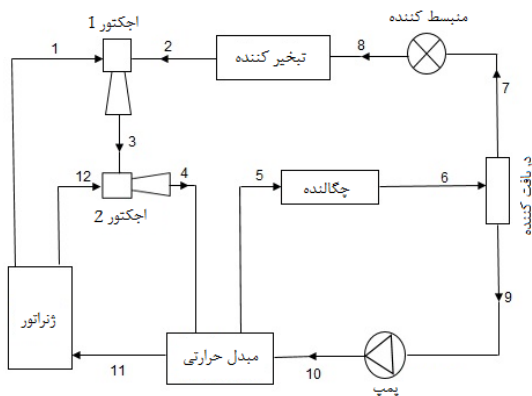 اجکتور 1
منبسط کننده
1
2
تبخیر کننده
8
7
3
12
4
5
چگالنده
6
دریافت کننده
اجکتور 2
ژنراتور
9
مبدل حرارتی
11
10
پمپ